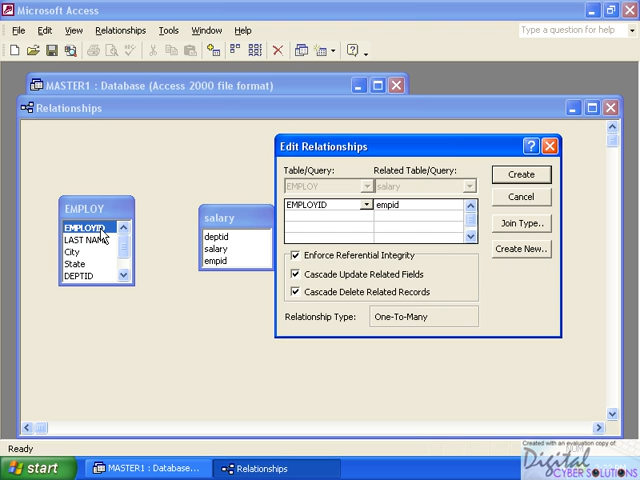 Microsoft Access
File Edit View Relationships Tools Window Help
Type a question for help
MASTER1 : Database (Access 2000 file format)
Relationships
Edit Relationships
Table/Query: Related Table/Query:
EMPLOY salary
EMPLOYID empid
Create
Cancel
Join Type..
Create New..
Enforce Referential Integrity
Cascade Update Related Fields
Cascade Delete Related Records
Relationship Type: One-To-Many
EMPLOY
EMPLOYID
LAST NAME
City
State
DEPTID
salary
deptid
salary
empid
Ready
NUM
Created with an evaluation copy of
Digital
CYBER SOLUTIONS
start
MASTER1 : Database...
Relationships